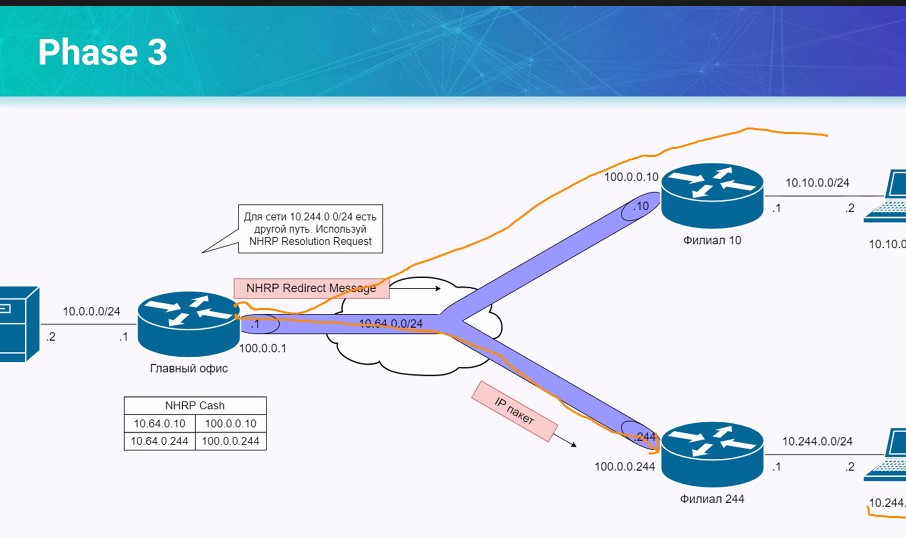 Phase 3
100.0.0.10
10.10.0.0/24
.10
.1
.2
Филиал 10
10.10.0
Для сети 10.244.0.0/24 есть
другой путь. Используй
NHRP Resolution Request
NHRP Redirect Message
10.0.0.0/24
.2
.1
.1
10.64.0.0/24
100.0.0.1
Главный офис
NHRP Cash
10.64.0.10 100.0.0.10
10.64.0.244 100.0.0.244
IP пакет
.244
10.244.0.0/24
100.0.0.244
.1
.2
Филиал 244
10.244.